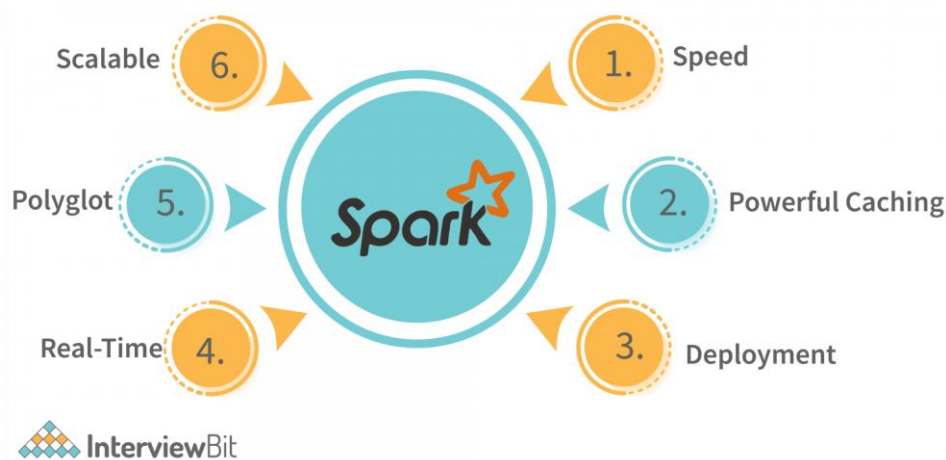 Scalable
6.
1.
Speed
Polyglot
5.
Spark
2.
Powerful Caching
Real-Time
4.
3.
Deployment
InterviewBit